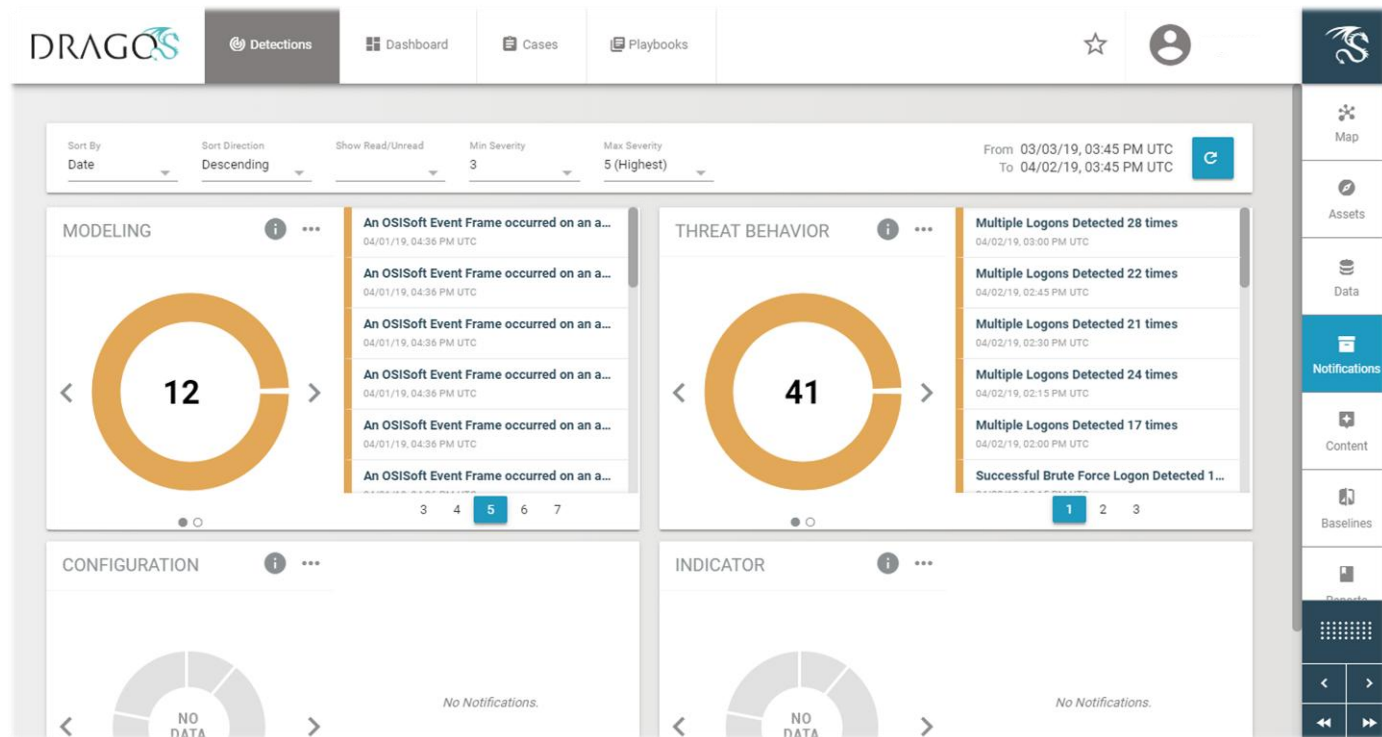 DRAGOS
Detections
Dashboard
Cases
Playbooks
Sort By
Date
Sort Direction
Descending
Show Read/Unread
Min Severity
3
Max Severity
5 (Highest)
From 03/03/19, 03:45 PM UTC
To 04/02/19, 03:45 PM UTC
MODELING
12
An OSISoft Event Frame occurred on an a...
04/01/19, 04:36 PM UTC
An OSISoft Event Frame occurred on an a...
04/01/19, 04:36 PM UTC
An OSISoft Event Frame occurred on an a...
04/01/19, 04:36 PM UTC
An OSISoft Event Frame occurred on an a...
04/01/19, 04:36 PM UTC
An OSISoft Event Frame occurred on an a...
04/01/19, 04:36 PM UTC
An OSISoft Event Frame occurred on an a...
3 4 5 6 7
THREAT BEHAVIOR
41
Multiple Logons Detected 28 times
04/02/19, 03:00 PM UTC
Multiple Logons Detected 22 times
04/02/19, 02:45 PM UTC
Multiple Logons Detected 21 times
04/02/19, 02:30 PM UTC
Multiple Logons Detected 24 times
04/02/19, 02:15 PM UTC
Multiple Logons Detected 17 times
04/02/19, 02:00 PM UTC
Successful Brute Force Logon Detected 1...
1 2 3
CONFIGURATION
NO
DATA
No Notifications.
INDICATOR
NO
DATA
No Notifications.
Map
Assets
Data
Notifications
Content
Baselines
Reports